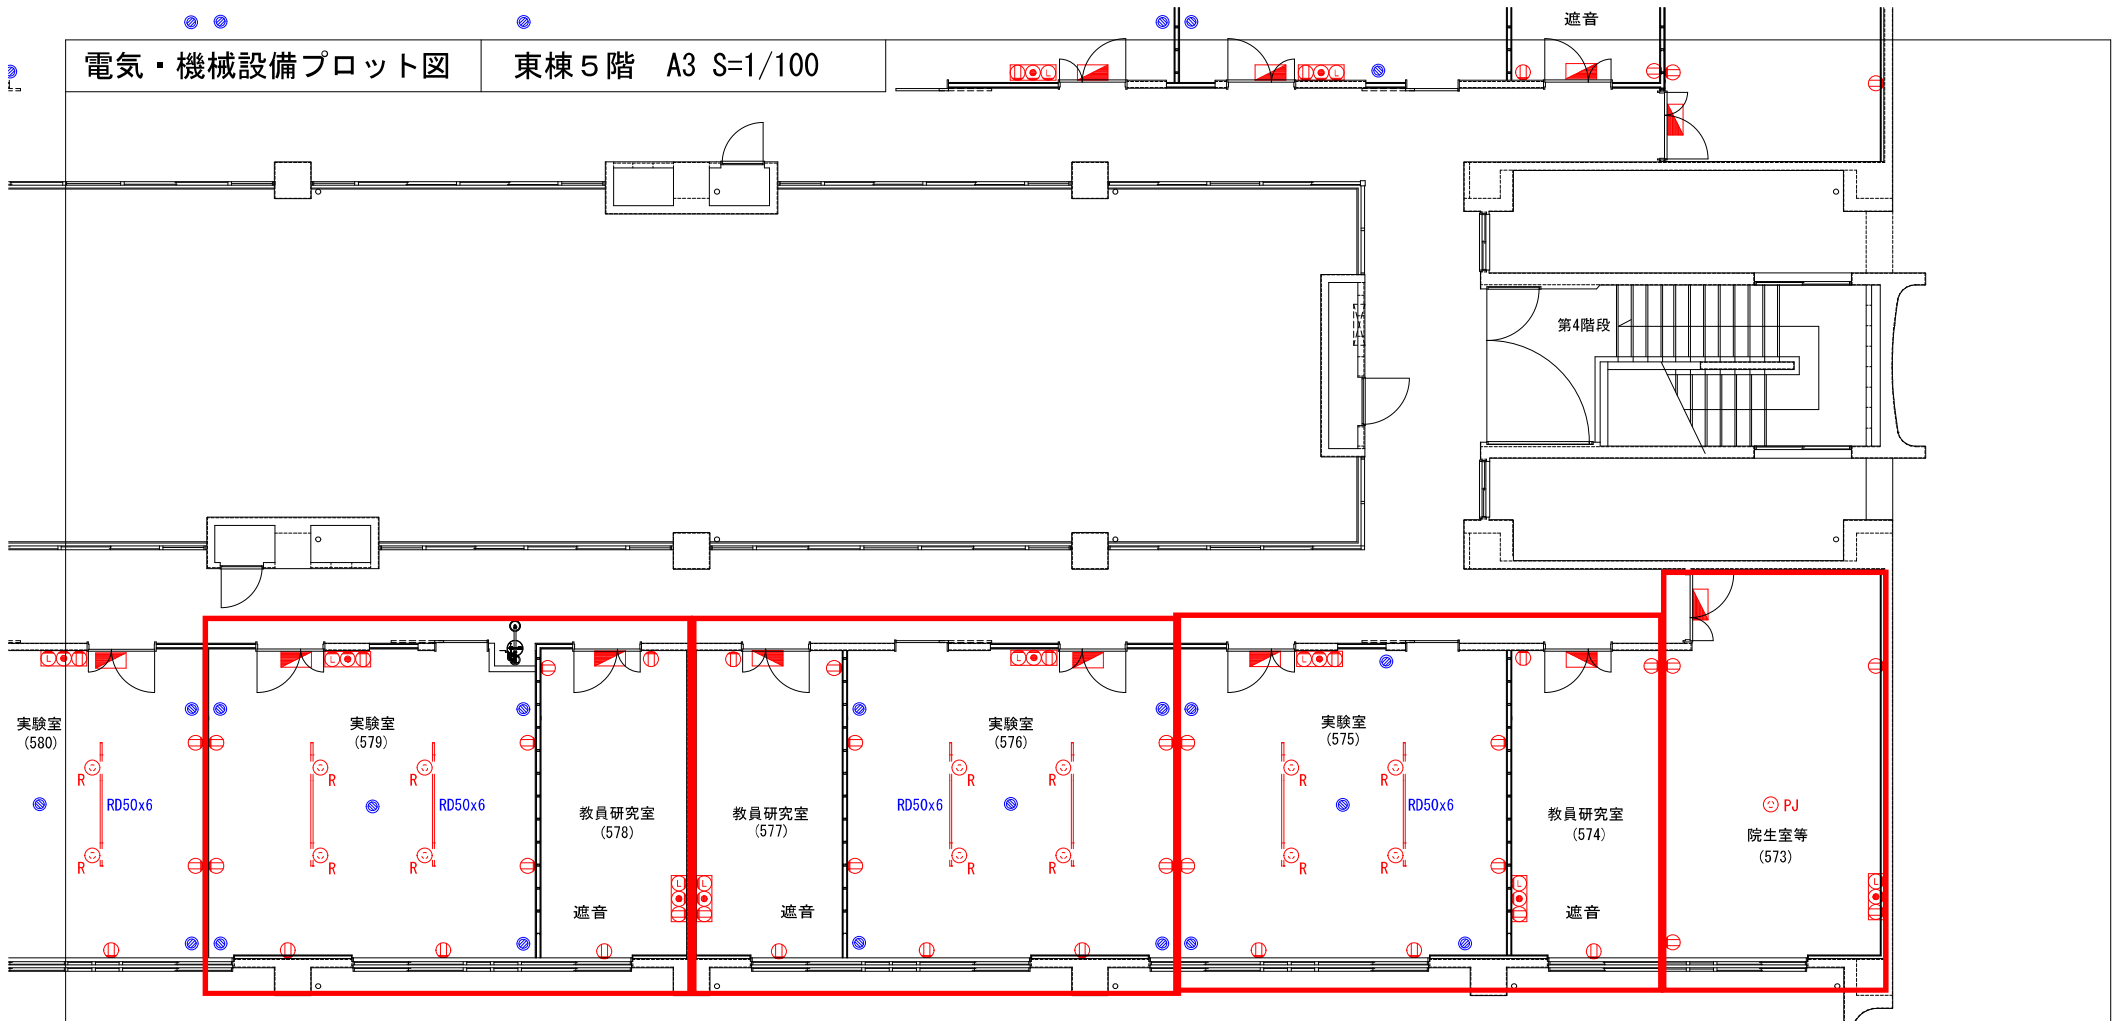 遮音
電気・機械設備プロット図 東棟５階 A3 S=1/100
L
L
第4階段
L
L
L
L
実験室
(580)
実験室
(579)
実験室
(576)
実験室
(575)
R
R
R
R
R
R
R
RD50x6
RD50x6
RD50x6
RD50x6
PJ
教員研究室
(578)
教員研究室
(577)
教員研究室
(574)
院生室等
(573)
R
R
R
R
R
R
R
L
L
L
L
遮音
遮音
遮音